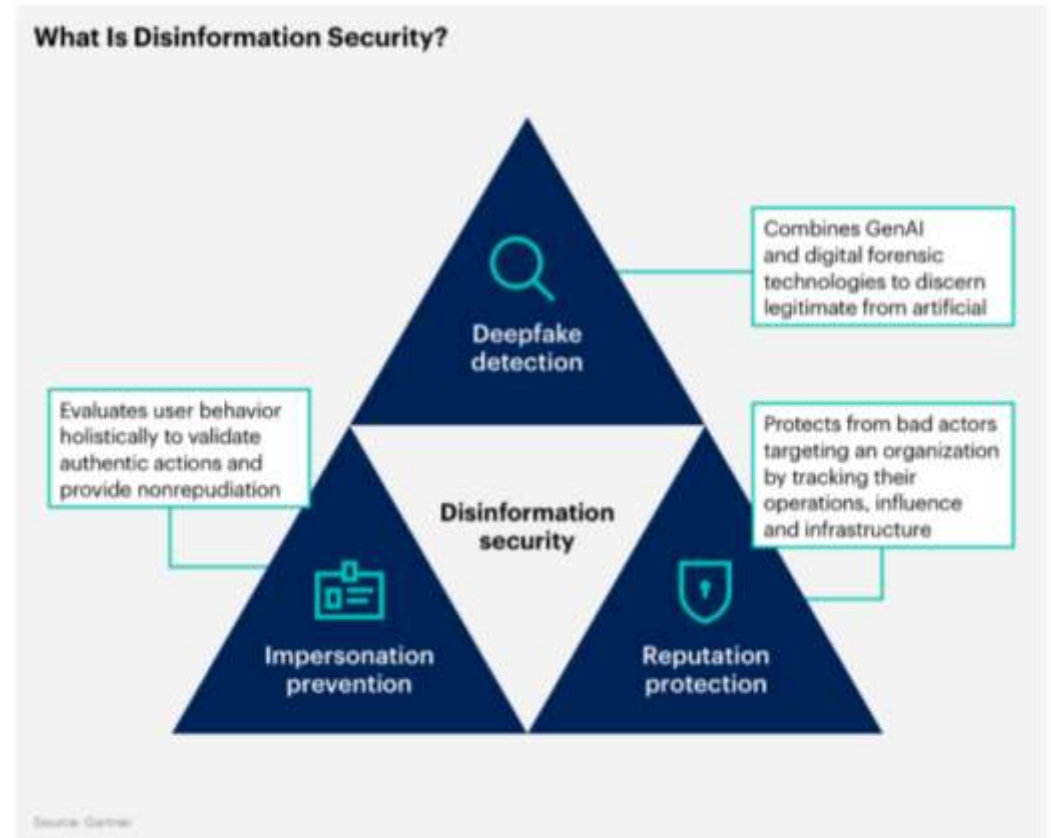 What Is Disinformation Security?
Combines GenAI
and digital forensic
technologies to discern
legitimate from artificial
Deepfake
detection
Evaluates user behavior
holistically to validate
authentic actions and
provide nonrepudiation
Protects from bad actors
targeting an organization
by tracking their
operations, influence
and infrastructure
Disinformation
security
Impersonation
prevention
Reputation
protection
Source: Gartner